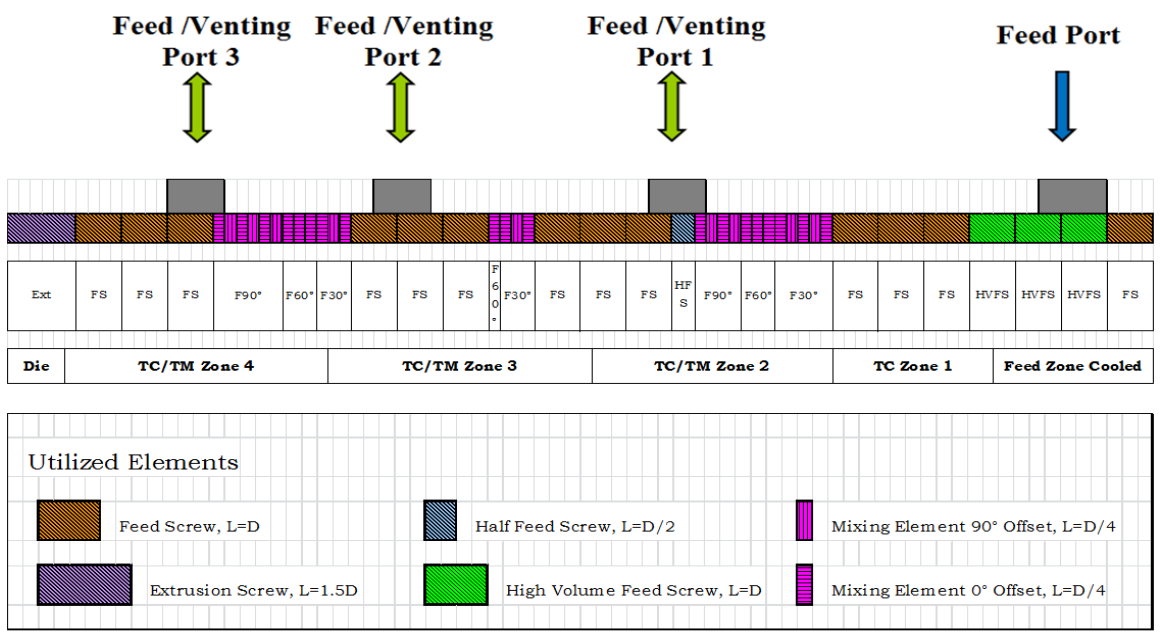 Feed /Venting Port 3
Feed /Venting Port 2
Feed /Venting Port 1
Feed Port
Ext FS FS FS F90° F60° F30° FS FS FS F60° F30° FS FS FS HFS F90° F60° F30° FS FS FS HVFS HVFS HVFS FS
Die TC/TM Zone 4 TC/TM Zone 3 TC/TM Zone 2 TC Zone 1 Feed Zone Cooled
Utilized Elements
Feed Screw, L=D
Half Feed Screw, L=D/2
Mixing Element 90° Offset, L=D/4
Extrusion Screw, L=1.5D
High Volume Feed Screw, L=D
Mixing Element 0° Offset, L=D/4